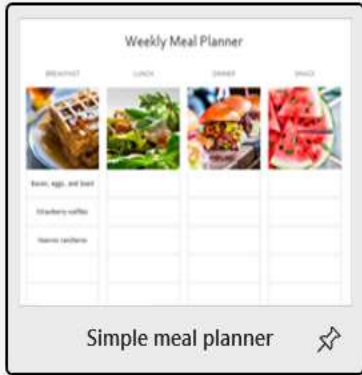 Weekly Meal Planner
BREAKFAST LUNCH DINNER SNACK
Bacon, eggs, and toast
Strawberry waffles
Simple meal planner